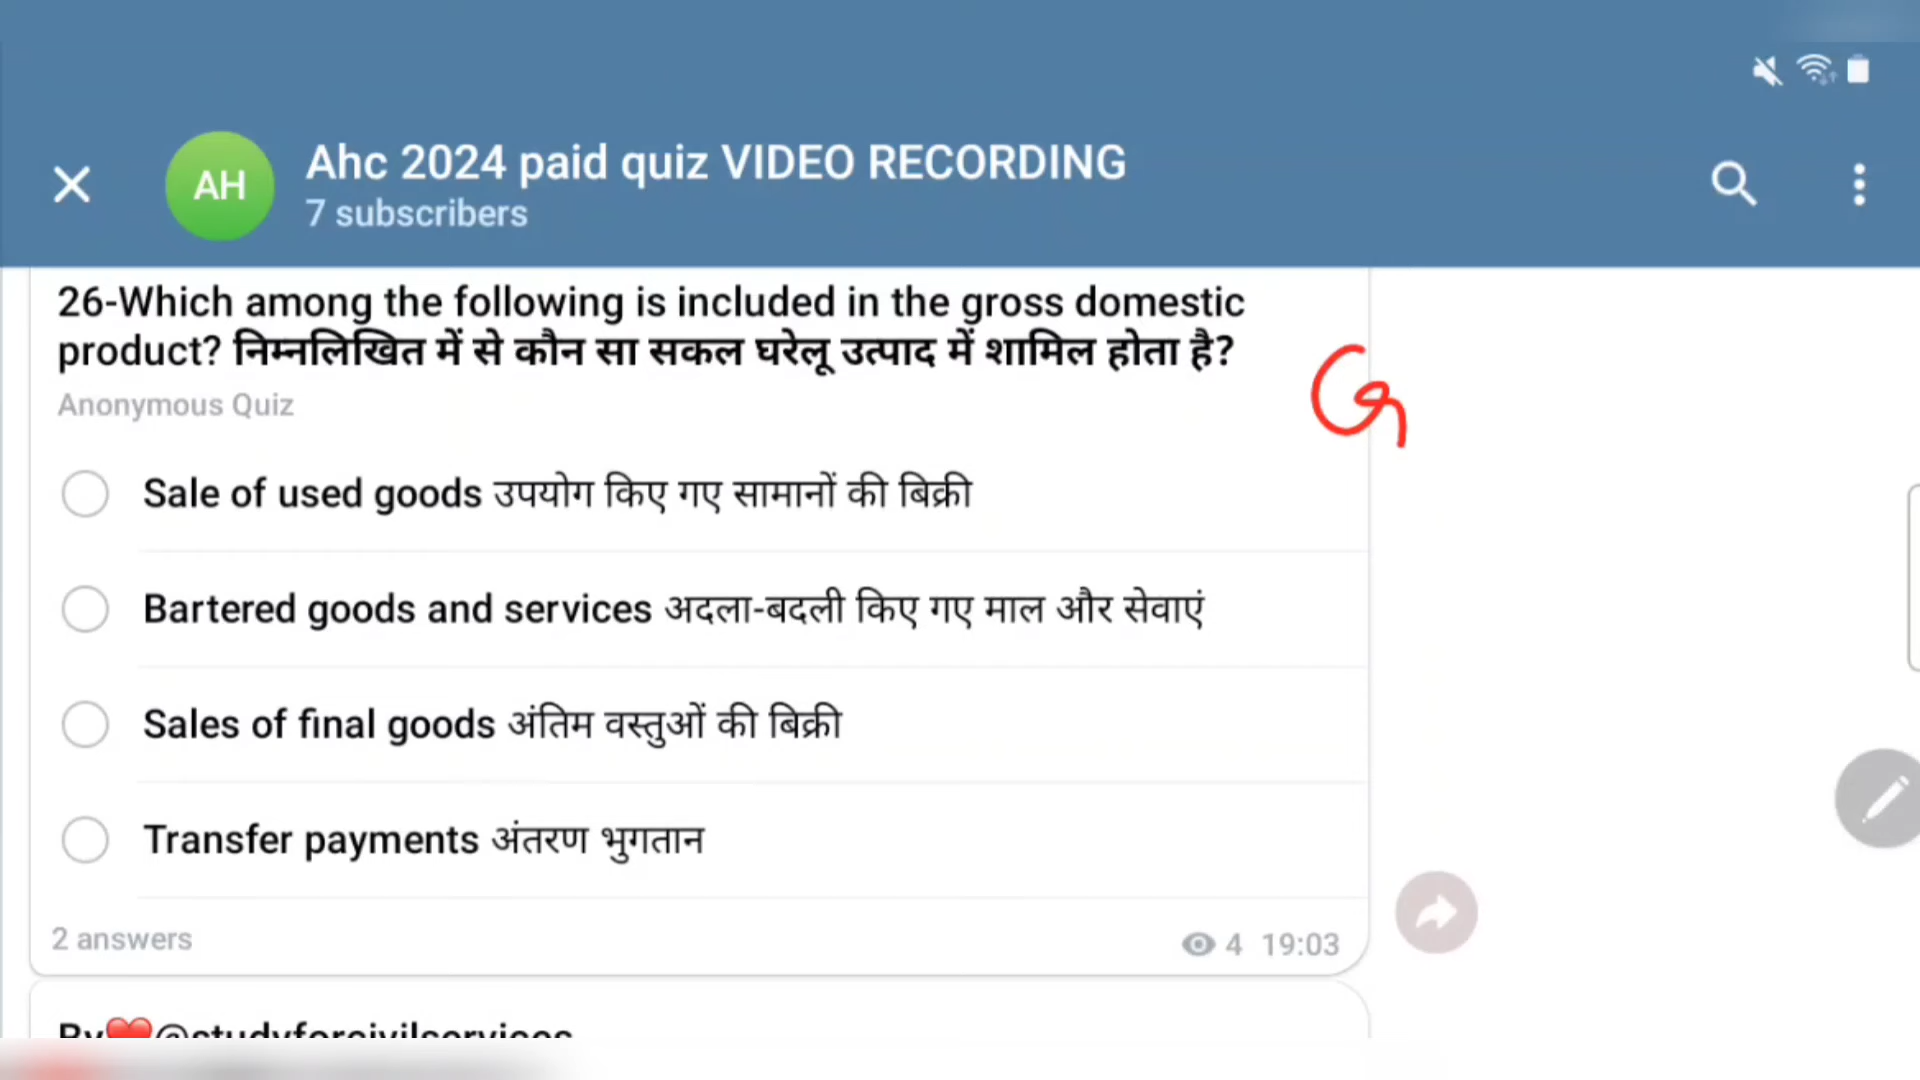 Ahc 2024 paid quiz VIDEO RECORDING
AH
7 subscribers
26-Which among the following is included in the gross domestic
product? निम्नलिखित में से कौन सा सकल घरेलू उत्पाद में शामिल होता है?
G
Anonymous Quiz
Sale of used goods उपयोग किए गए सामानों की बिक्री
Bartered goods and services अदला-बदली किए गए माल और सेवाएं
Sales of final goods अंतिम वस्तुओं की बिक्री
Transfer payments अंतरण भुगतान
2 answers
4 19:03
By❤️@studyforcivilservices